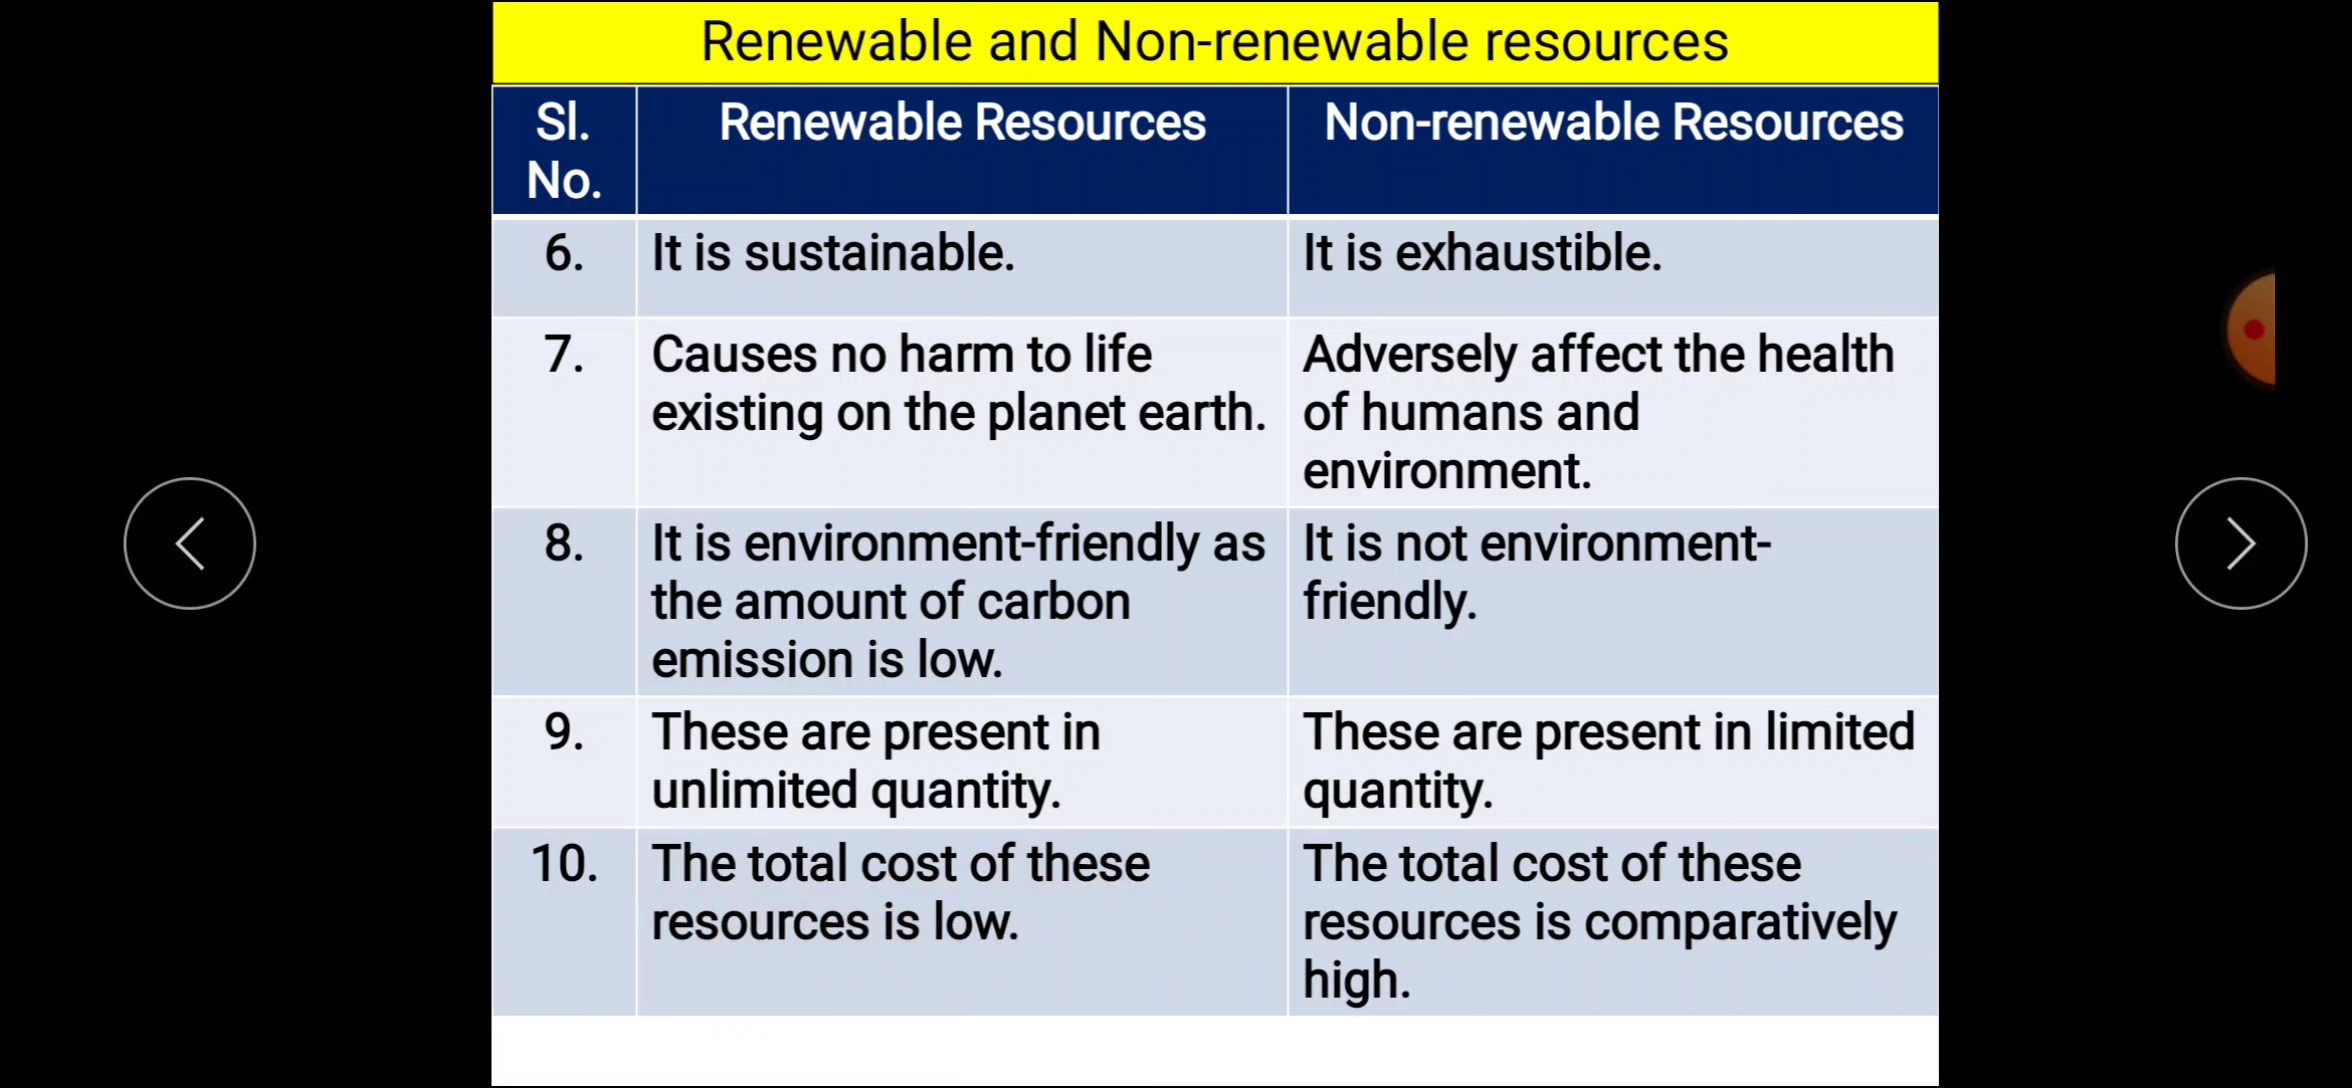 Renewable and Non-renewable resources
Sl. No.
Renewable Resources
Non-renewable Resources
6.
It is sustainable.
It is exhaustible.
7.
Causes no harm to life
existing on the planet earth.
Adversely affect the health
of humans and
environment.
8.
It is environment-friendly as
the amount of carbon
emission is low.
It is not environment-
friendly.
9.
These are present in
unlimited quantity.
These are present in limited
quantity.
10.
The total cost of these
resources is low.
The total cost of these
resources is comparatively
high.